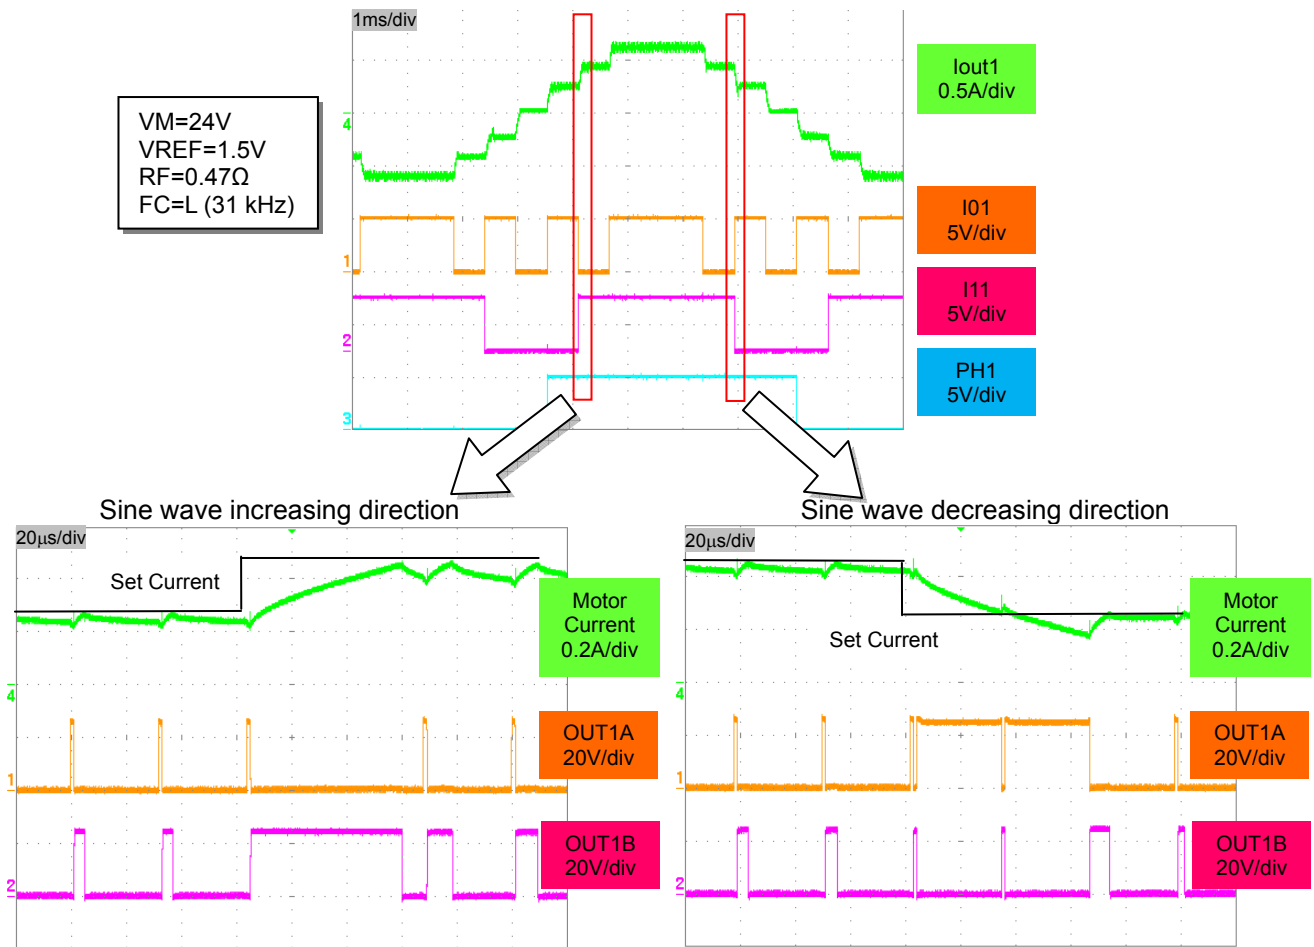 1ms/div
VM=24V
VREF=1.5V
RF=0.47Ω
FC=L (31 kHz)
4
1
2
3
Iout1
0.5A/div
I01
5V/div
I11
5V/div
PH1
5V/div
Sine wave increasing direction
20μs/div
Set Current
4
1
2
Motor
Current
0.2A/div
OUT1A
20V/div
OUT1B
20V/div
Sine wave decreasing direction
20μs/div
Set Current
4
1
2
Motor
Current
0.2A/div
OUT1A
20V/div
OUT1B
20V/div